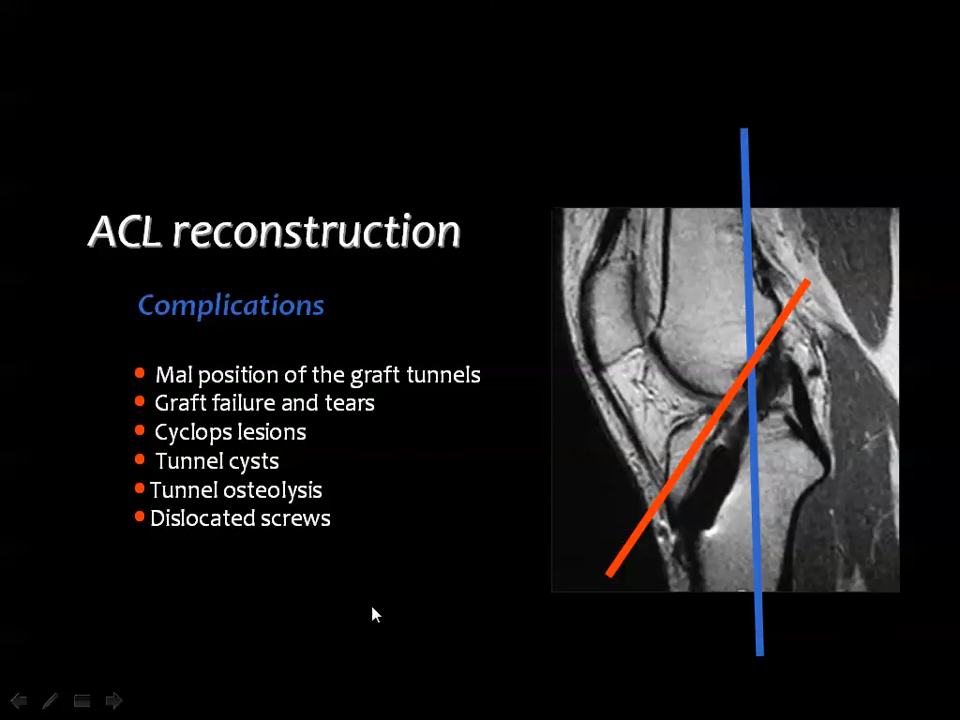 ACL reconstruction
Complications
• Mal position of the graft tunnels
• Graft failure and tears
• Cyclops lesions
• Tunnel cysts
• Tunnel osteolysis
• Dislocated screws